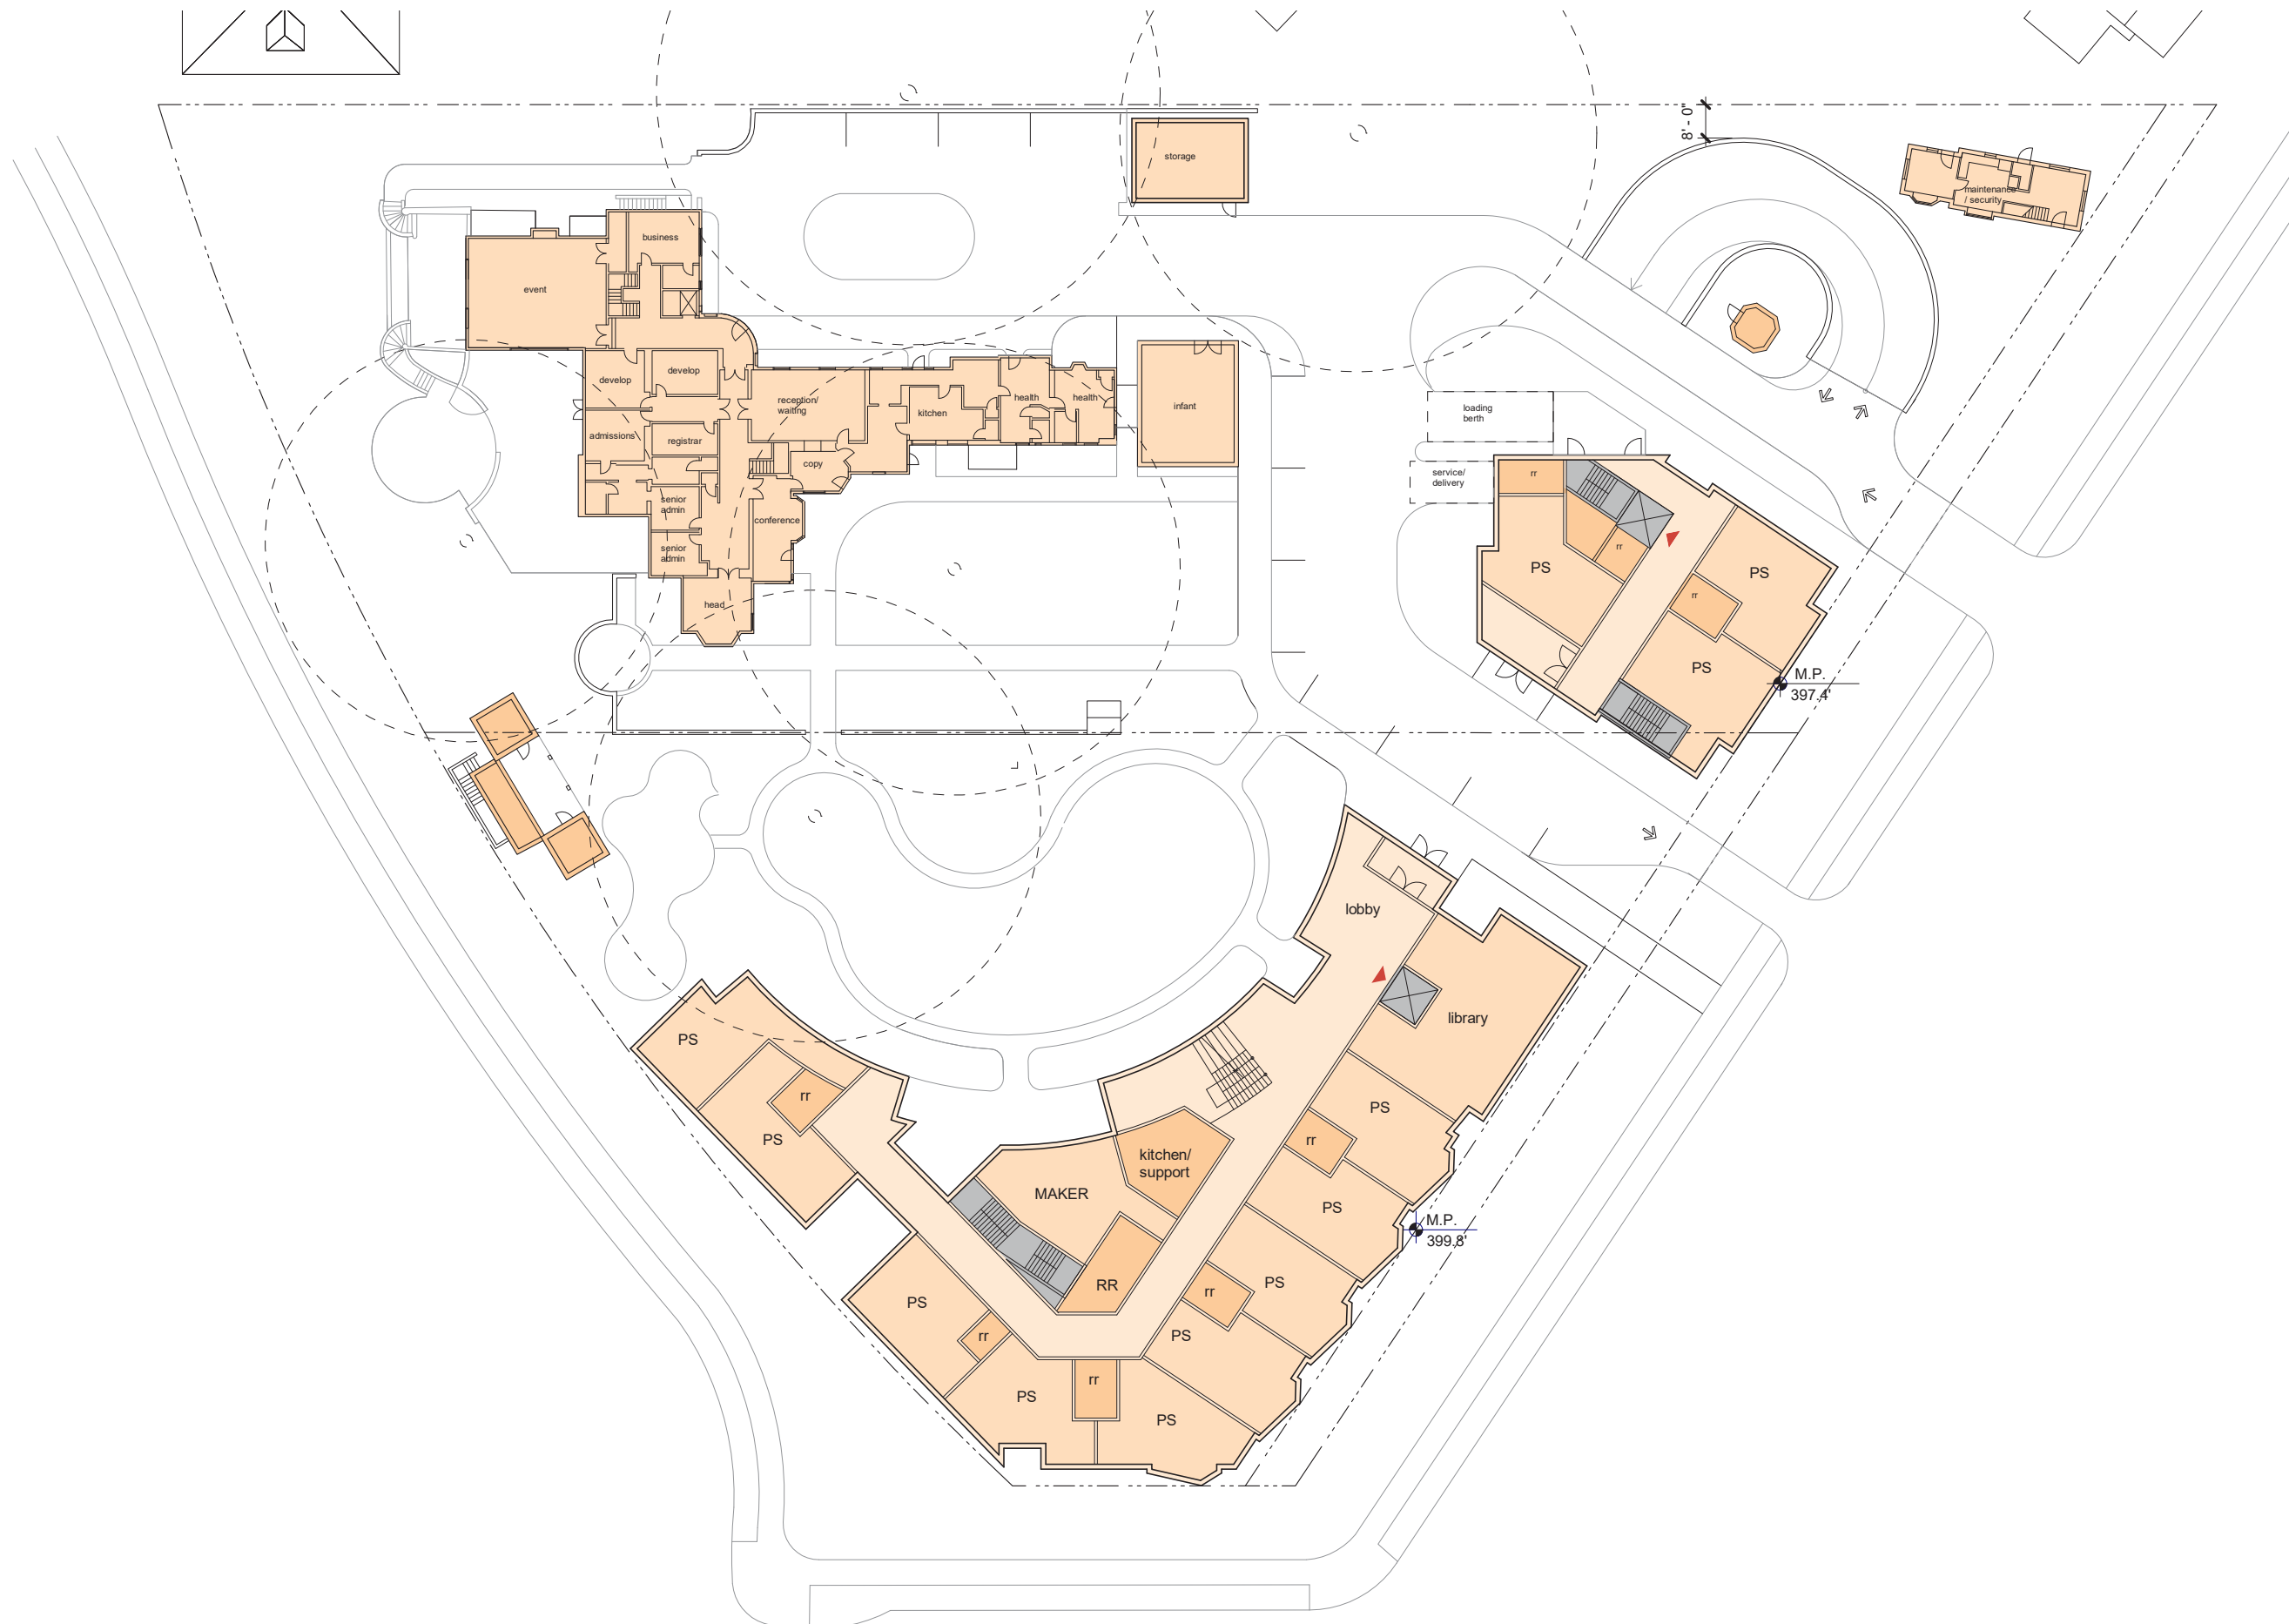 8' - 0"
storage
maintenance
/ security
business
event
develop
develop
reception/
waiting
kitchen
health
health
infant
loading
berth
admissions
registrar
copy
service/
delivery
rr
senior
admin
conference
rr
senior
admin
PS
PS
rr
head
PS
M.P.
397.4'
lobby
library
PS
rr
PS
PS
rr
kitchen/
support
MAKER
PS
M.P.
399.8'
RR
PS
rr
PS
rr
PS
PS
rr
PS